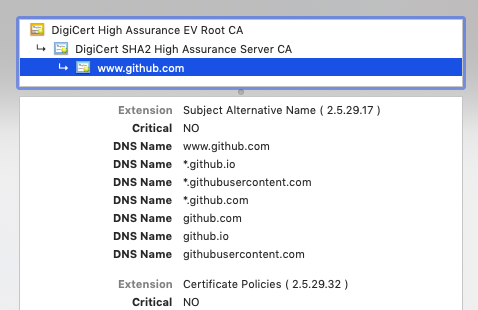 DigiCert High Assurance EV Root CA
DigiCert SHA2 High Assurance Server CA
www.github.com
Extension Subject Alternative Name ( 2.5.29.17 )
Critical NO
DNS Name www.github.com
DNS Name *.github.io
DNS Name *.githubusercontent.com
DNS Name *.github.com
DNS Name github.com
DNS Name github.io
DNS Name githubusercontent.com
Extension Certificate Policies ( 2.5.29.32 )
Critical NO